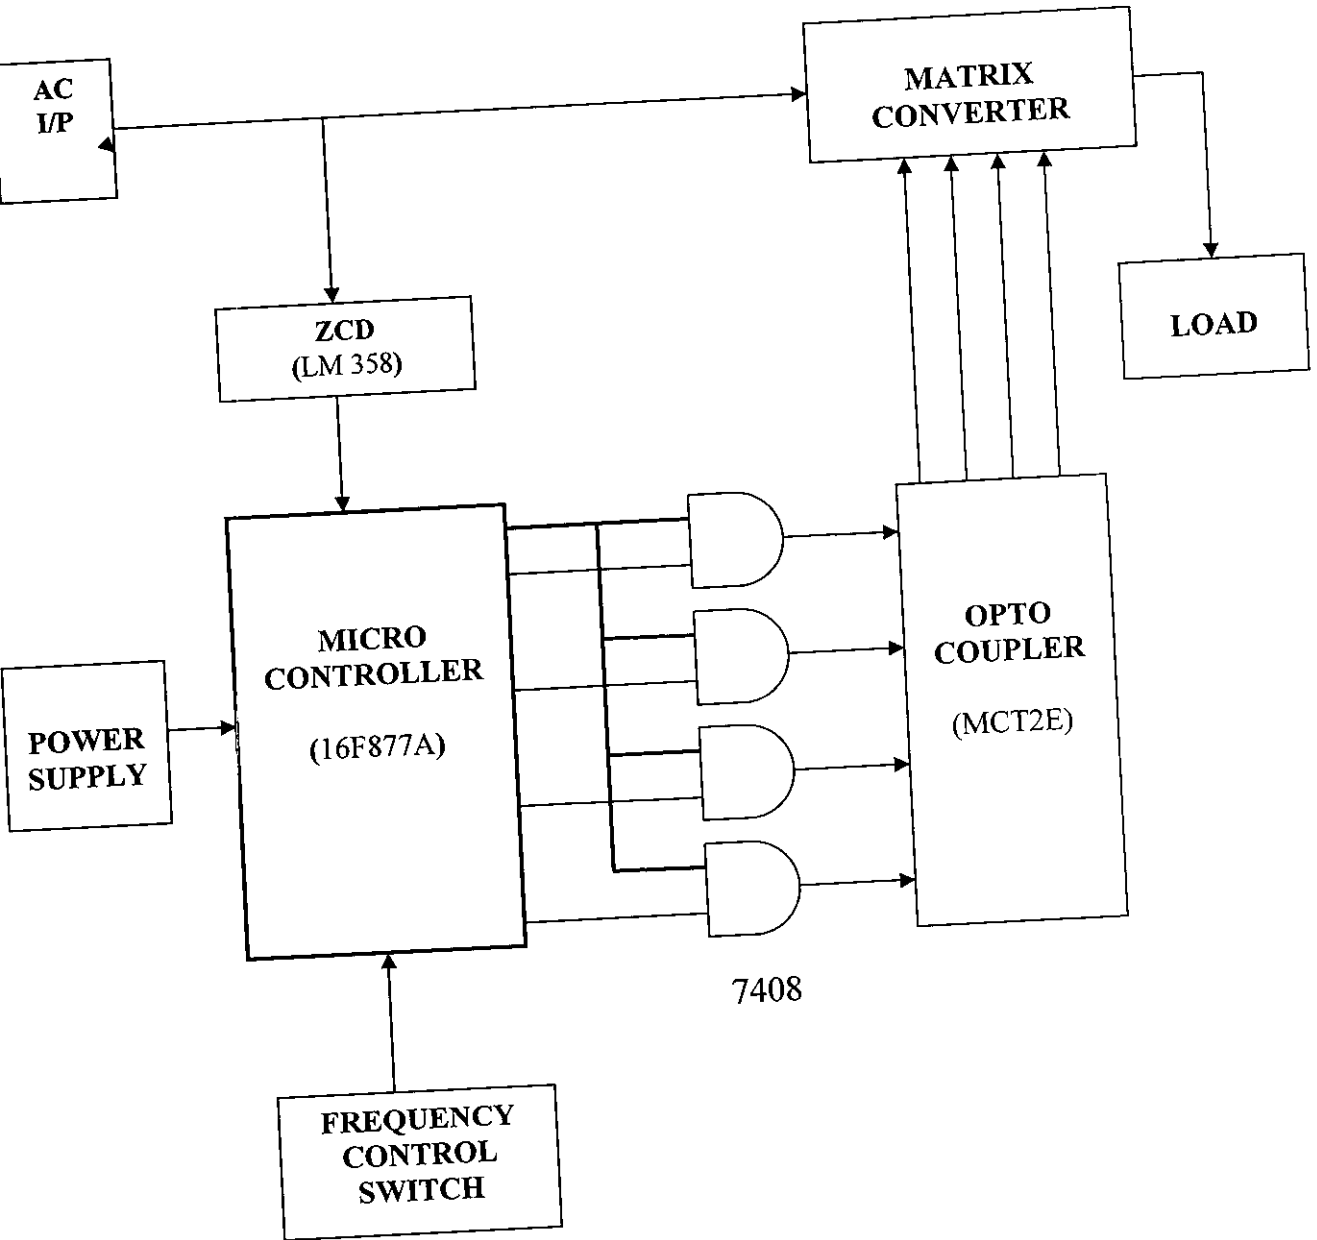 AC
I/P
MATRIX
CONVERTER
ZCD
(LM 358)
LOAD
MICRO
CONTROLLER
(16F877A)
OPTO
COUPLER
(MCT2E)
POWER
SUPPLY
7408
FREQUENCY
CONTROL
SWITCH